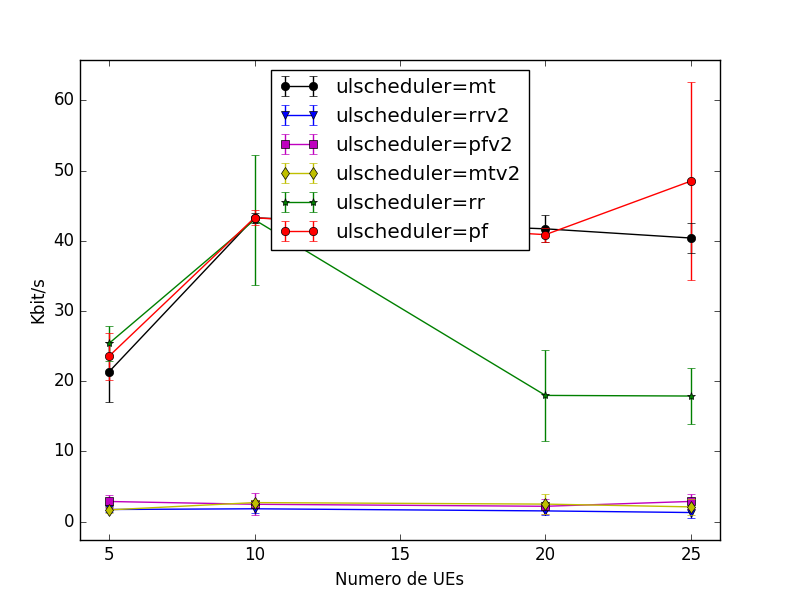 60
50
40
30
20
10
0
Kbit/s
ulscheduler=mt
ulscheduler=rrv2
ulscheduler=pfv2
ulscheduler=mtv2
ulscheduler=rr
ulscheduler=pf
5 10 15 20 25
Numero de UEs